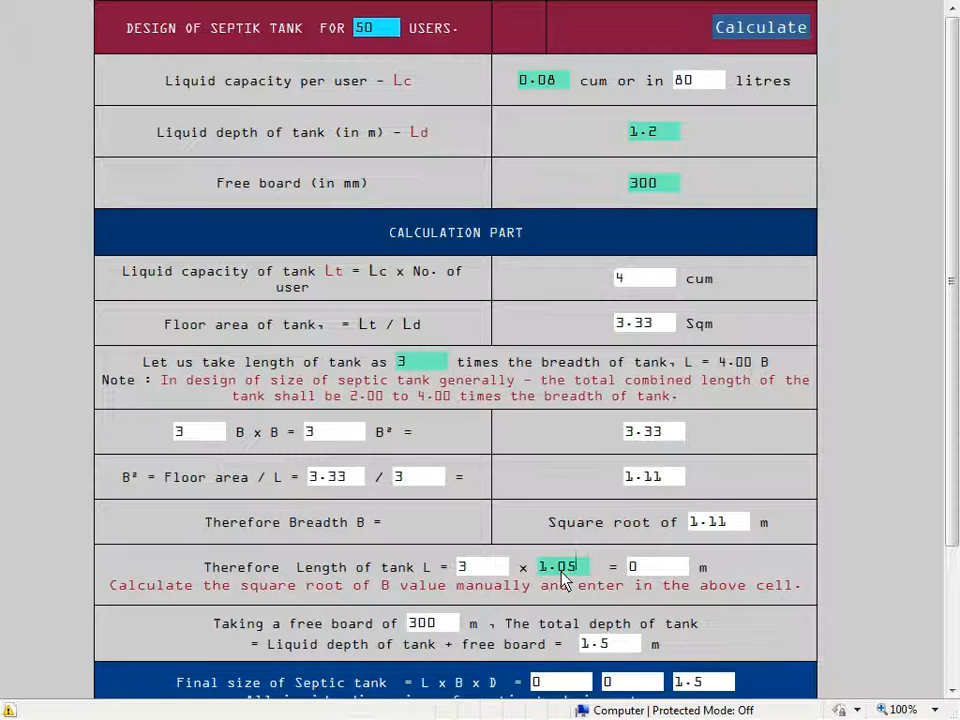 DESIGN OF SEPTIK TANK FOR 50 USERS.
Calculate
Liquid capacity per user - Lc
0.08 cum or in 80 litres
Liquid depth of tank (in m) - Ld
1.2
Free board (in mm)
300
CALCULATION PART
Liquid capacity of tank Lt = Lc x No. of
user
4 cum
Floor area of tank, = Lt / Ld
3.33 Sqm
Let us take length of tank as 3 times the breadth of tank, L = 4.00 B
Note : In design of size of septic tank generally - the total combined length of the
tank shall be 2.00 to 4.00 times the breadth of tank.
3 B x B = 3 B² =
3.33
B² = Floor area / L = 3.33 / 3 =
1.11
Therefore Breadth B =
Square root of 1.11 m
Therefore Length of tank L = 3 x 1.05 = 0 m
Calculate the square root of B value manually and enter in the above cell.
Taking a free board of 300 m , The total depth of tank
= Liquid depth of tank + free board = 1.5 m
Final size of Septic tank = L x B x D = 0 0 1.5
Computer | Protected Mode: Off
100%